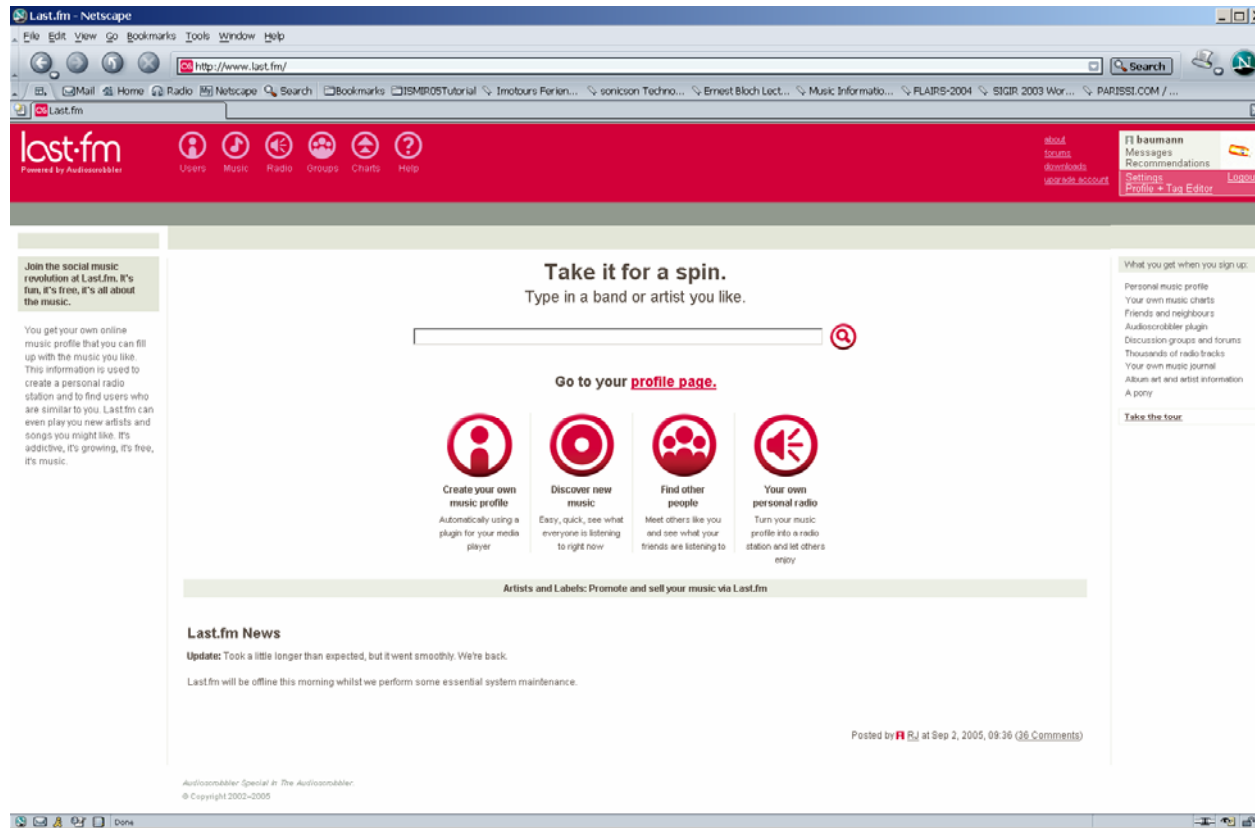 Last.fm - Netscape
File Edit View Go Bookmarks Tools Window Help
http://www.last.fm/
Search
Mail Home Radio Netscape Search Bookmarks ISMIR05Tutorial Imotours Ferien... sonicson Techno... Ernest Bloch Lect... Music Informatio... FLAIRS-2004 SIGIR 2003 Wor... PARISSI.COM / ...
Last.fm
last·fm
Powered by Audioscrobbler
Users Music Radio Groups Charts Help
about
forums
downloads
upgrade account
baumann
Messages
Recommendations
Settings
Profile + Tag Editor
Join the social music
revolution at Last.fm. It's
fun, it's free, it's all about
the music.
You get your own online
music profile that you can fill
up with the music you like.
This information is used to
create a personal radio
station and to find users who
are similar to you. Last.fm can
even play you new artists and
songs you might like. It's
addictive, it's growing, it's free,
it's music.
Take it for a spin.
Type in a band or artist you like.
Go to your profile page.
Create your own
music profile
Automatically using a
plugin for your media
player
Discover new
music
Easy, quick, see what
everyone is listening
to right now
Find other
people
Meet others like you
and see what your
friends are listening to
Your own
personal radio
Turn your music
profile into a radio
station and let others
enjoy
Artists and Labels: Promote and sell your music via Last.fm
Last.fm News
Update: Took a little longer than expected, but it went smoothly. We're back.
Last.fm will be offline this morning whilst we perform some essential system maintenance.
Posted by RJ at Sep 2, 2005, 09:36 (36 Comments)
What you get when you sign up:
Personal music profile
Your own music charts
Friends and neighbours
Audioscrobbler plugin
Discussion groups and forums
Thousands of radio tracks
Your own music journal
Album art and artist information
A pony
Take the tour
Audioscrobbler Special in The Audioscrobbler.
© Copyright 2002-2005
Done